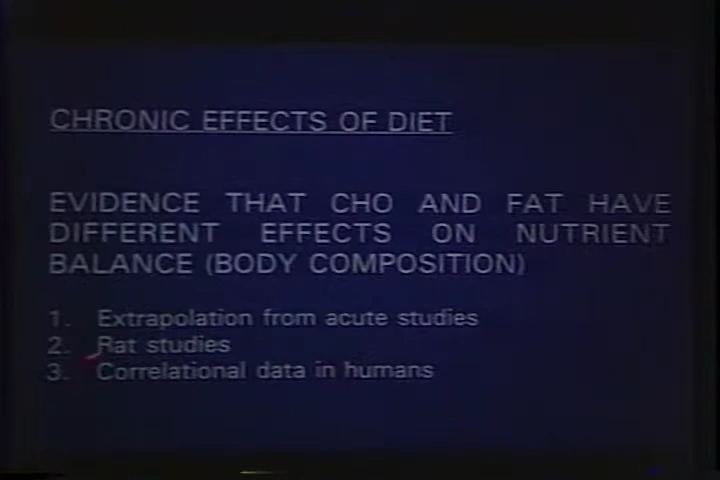 CHRONIC EFFECTS OF DIET
EVIDENCE THAT CHO AND FAT HAVE
DIFFERENT EFFECTS ON NUTRIENT
BALANCE (BODY COMPOSITION)
1. Extrapolation from acute studies
2. Rat studies
3. Correlational data in humans